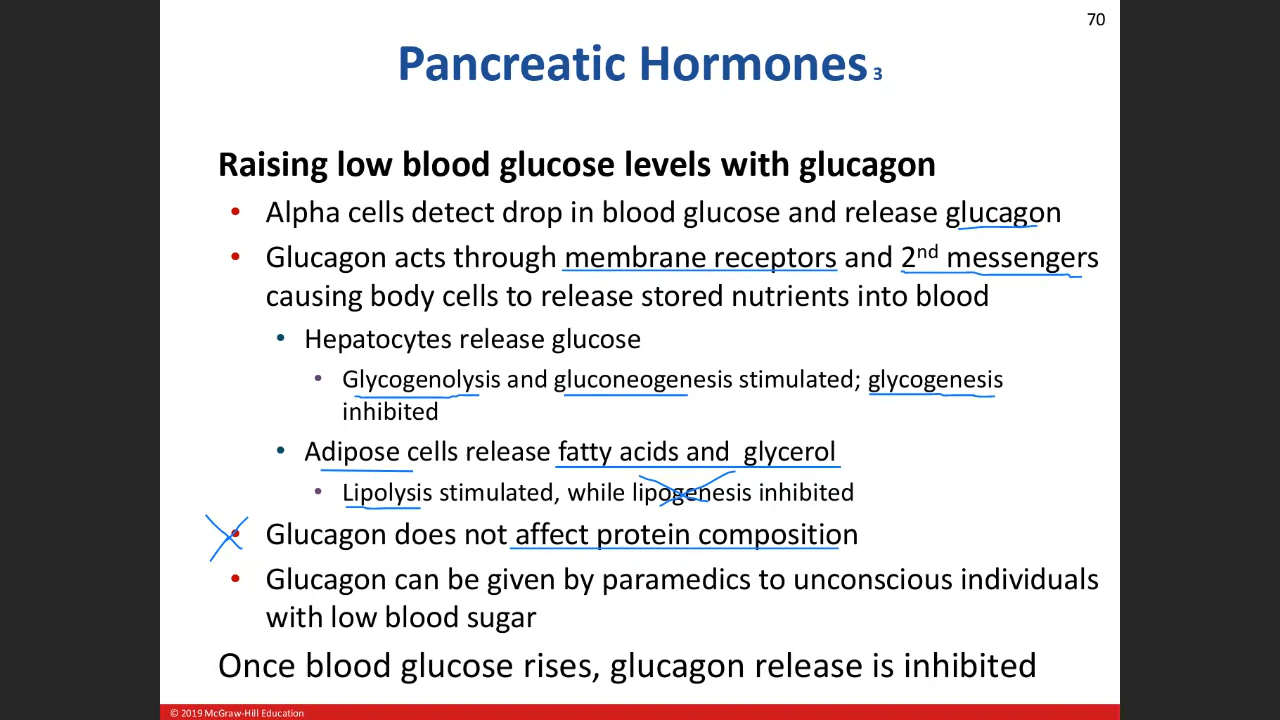 70
Pancreatic Hormones 3
Raising low blood glucose levels with glucagon
• Alpha cells detect drop in blood glucose and release glucagon
• Glucagon acts through membrane receptors and 2nd messengers
causing body cells to release stored nutrients into blood
• Hepatocytes release glucose
• Glycogenolysis and gluconeogenesis stimulated; glycogenesis
inhibited
• Adipose cells release fatty acids and glycerol
• Lipolysis stimulated, while lipogenesis inhibited
• Glucagon does not affect protein composition
• Glucagon can be given by paramedics to unconscious individuals
with low blood sugar
Once blood glucose rises, glucagon release is inhibited
© 2019 McGraw-Hill Education